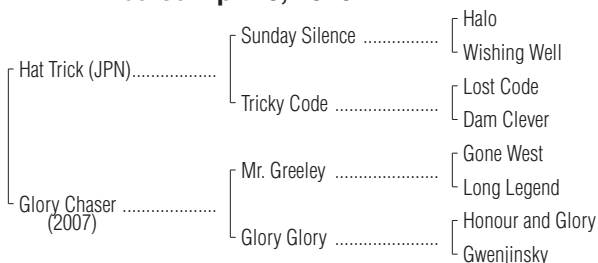 Halo
Sunday Silence ................
Wishing Well
Hat Trick (JPN)..................
Lost Code
Tricky Code ......................
Dam Clever
Gone West
Mr. Greeley ......................
Long Legend
Glory Chaser ....................
(2007)
Honour and Glory
Glory Glory ......................
Gwenjinsky